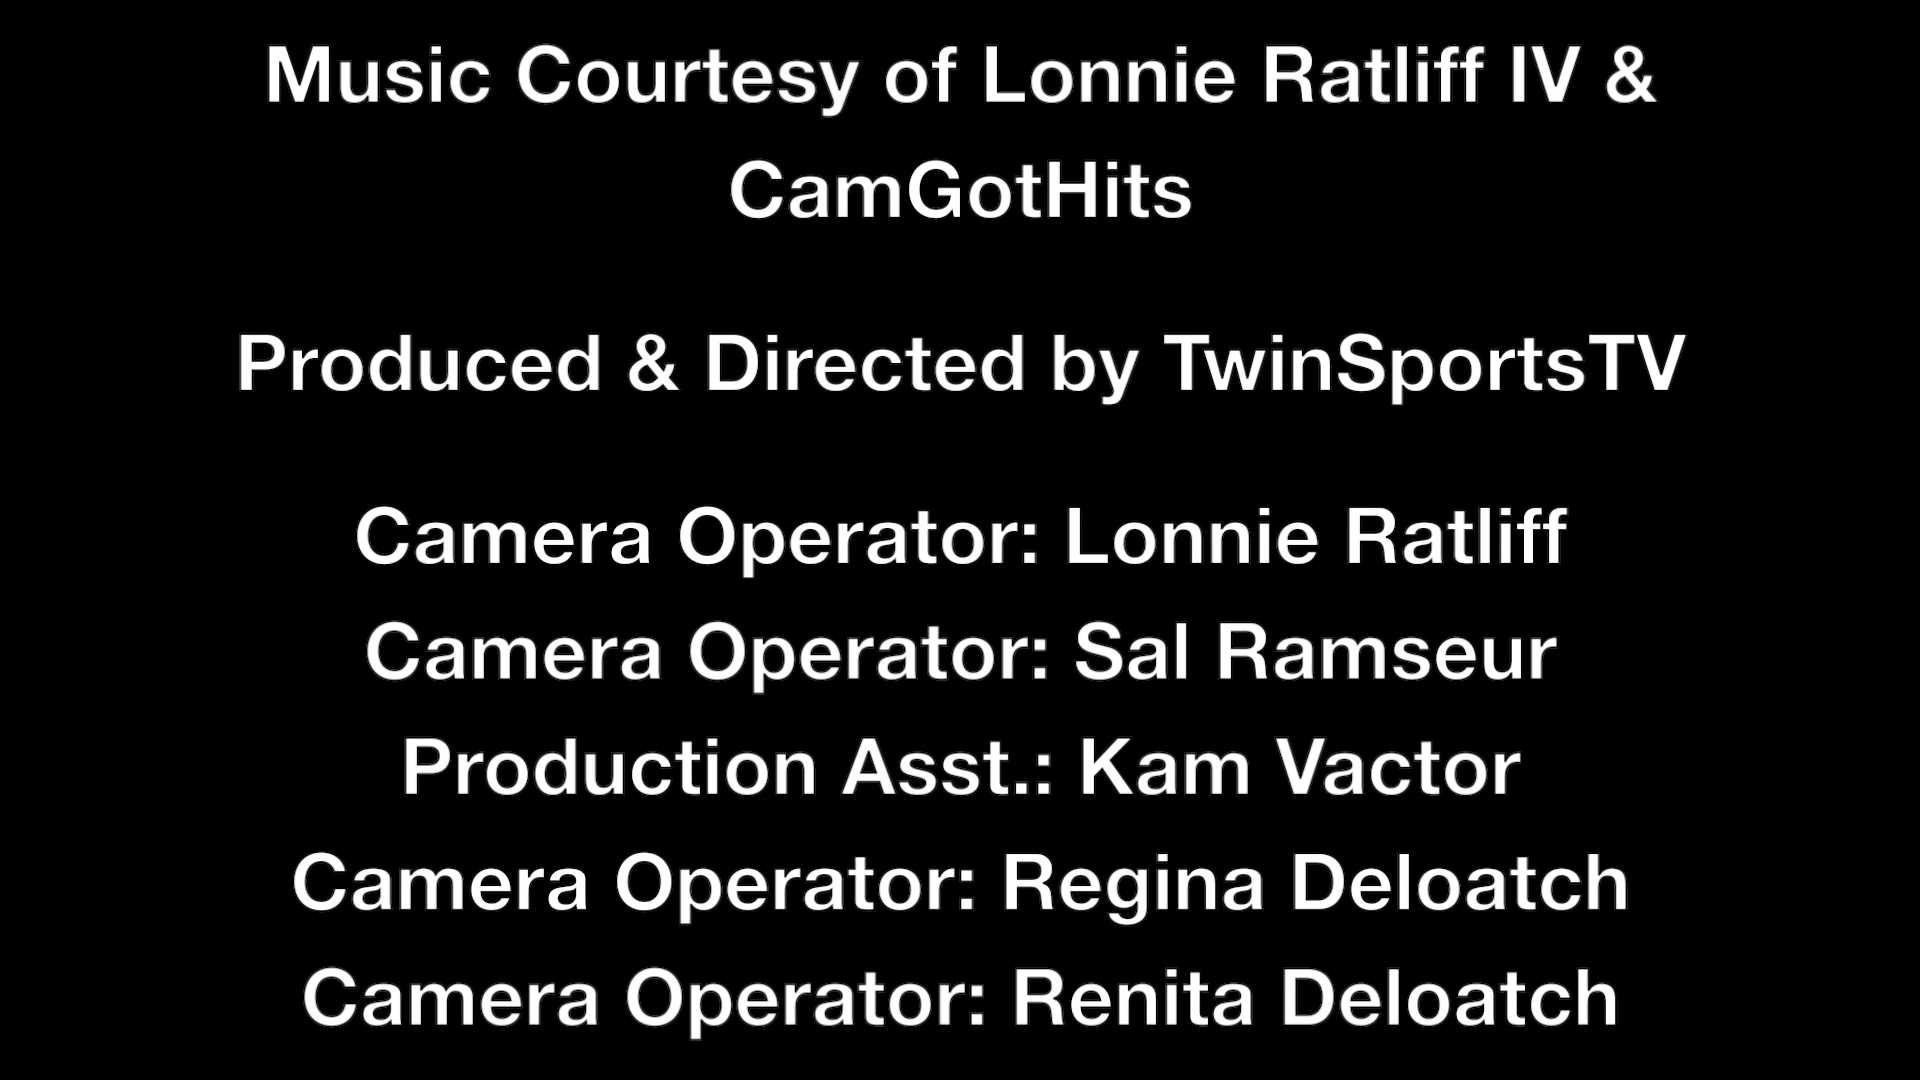 Music Courtesy of Lonnie Ratliff IV &
CamGotHits
Produced & Directed by TwinSportsTV
Camera Operator: Lonnie Ratliff
Camera Operator: Sal Ramseur
Production Asst.: Kam Vactor
Camera Operator: Regina Deloatch
Camera Operator: Renita Deloatch